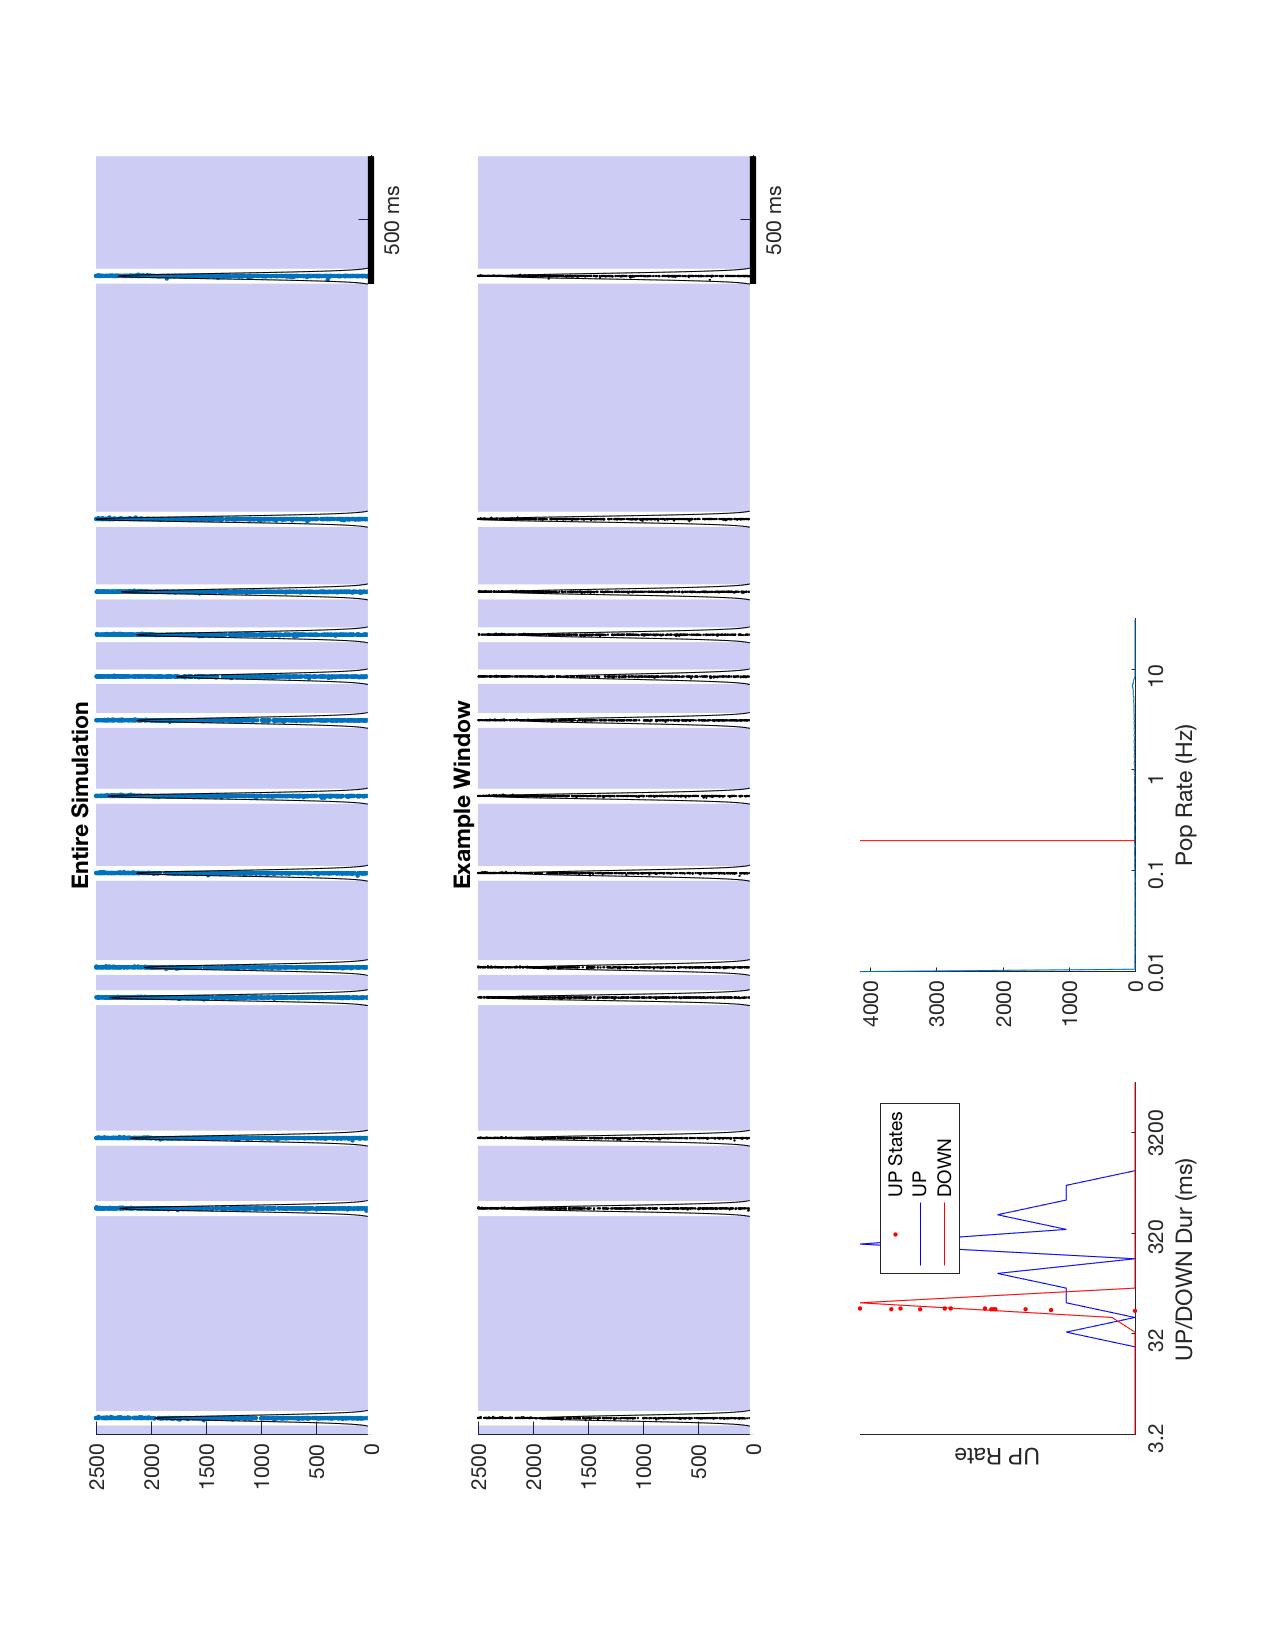 Entire Simulation
2500
2000
1500
1000
500
0
500 ms
Example Window
2500
2000
1500
1000
500
0
500 ms
UP Rate
UP States
UP
DOWN
3.2 32 320 3200
UP/DOWN Dur (ms)
4000
3000
2000
1000
0
0.01 0.1 1 10
Pop Rate (Hz)